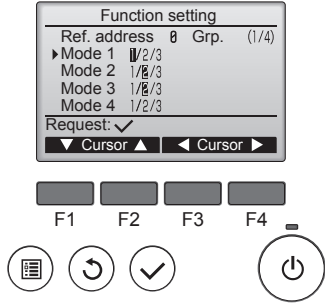 Function setting
Ref. address 0 Grp. (1/4)
Mode 1 1/2/3
Mode 2 1/2/3
Mode 3 1/2/3
Mode 4 1/2/3
Request: ✓
▼ Cursor ▲ ◀ Cursor ▶
F1 F2 F3 F4